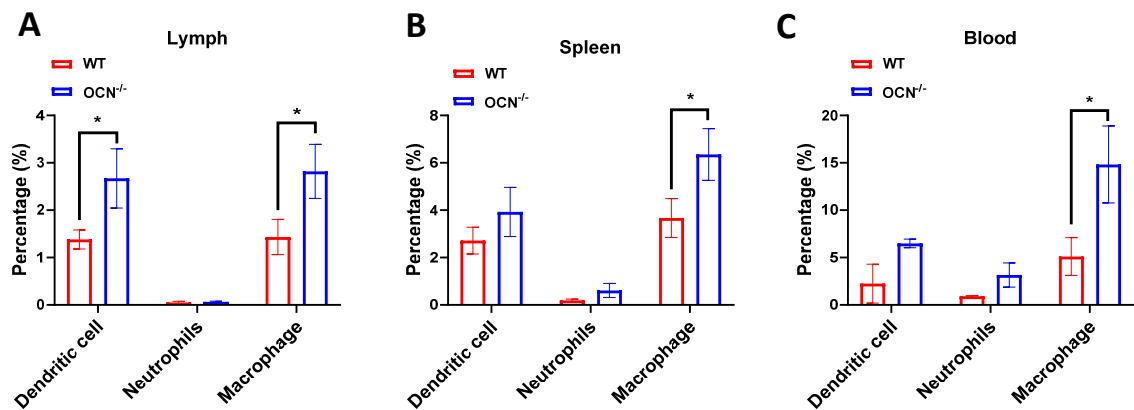 A
Lymph
WT
OCN-/-
*
*
Percentage (%)
4
3
2
1
0
Dendritic cell
Neutrophils
Macrophage
B
Spleen
WT
OCN-/-
*
Percentage (%)
8
6
4
2
0
Dendritic cell
Neutrophils
Macrophage
C
Blood
WT
OCN-/-
*
Percentage (%)
20
15
10
5
0
Dendritic cell
Neutrophils
Macrophage